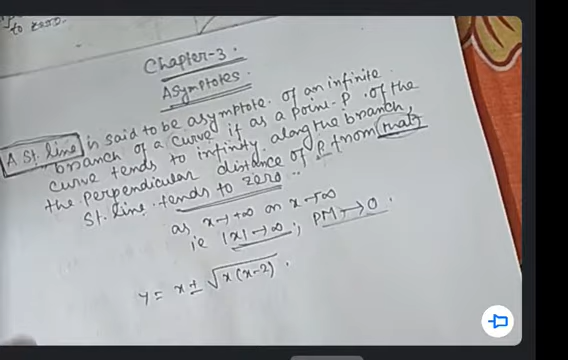 to zero.
Chapter-3.
Asymptotes.
A St. line is said to be asymptote of an infinite
branch of a curve if as a point P of the
curve tends to infinity along the branch,
the perpendicular distance of P from that
st. line tends to zero.
as x→+∞ or x→-∞
ie |x|→∞, PM→0.
y = x ± √x(x-2).